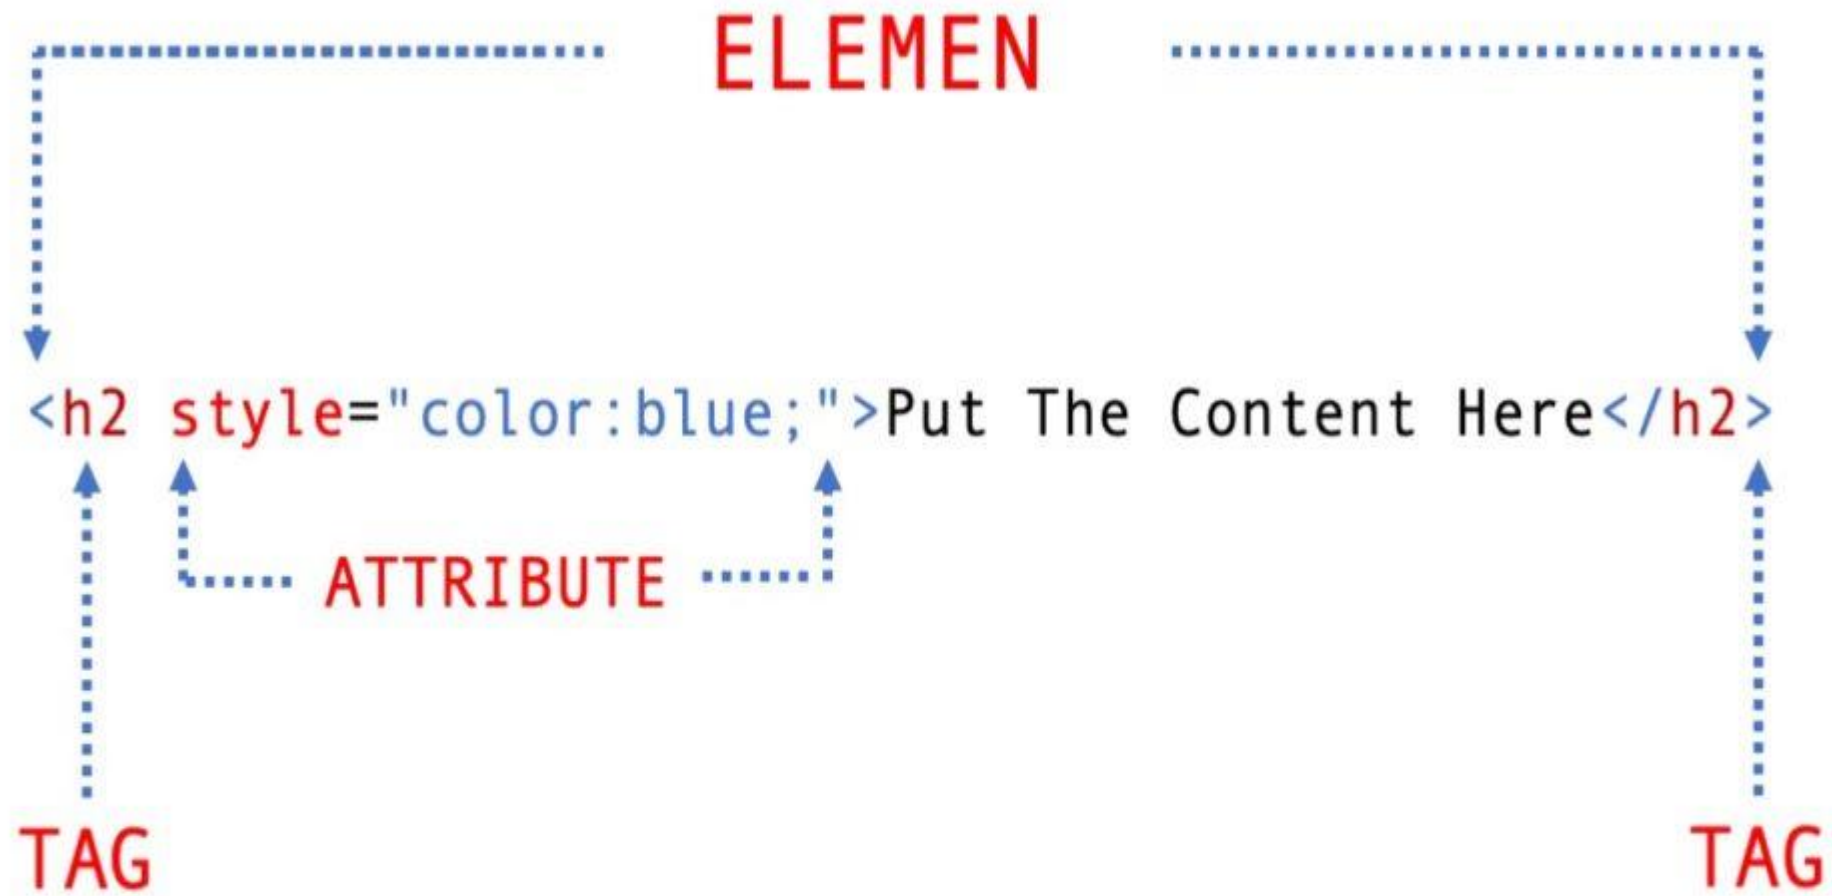 ELEMEN
<h2 style="color:blue;">Put The Content Here</h2>
ATTRIBUTE
TAG
TAG